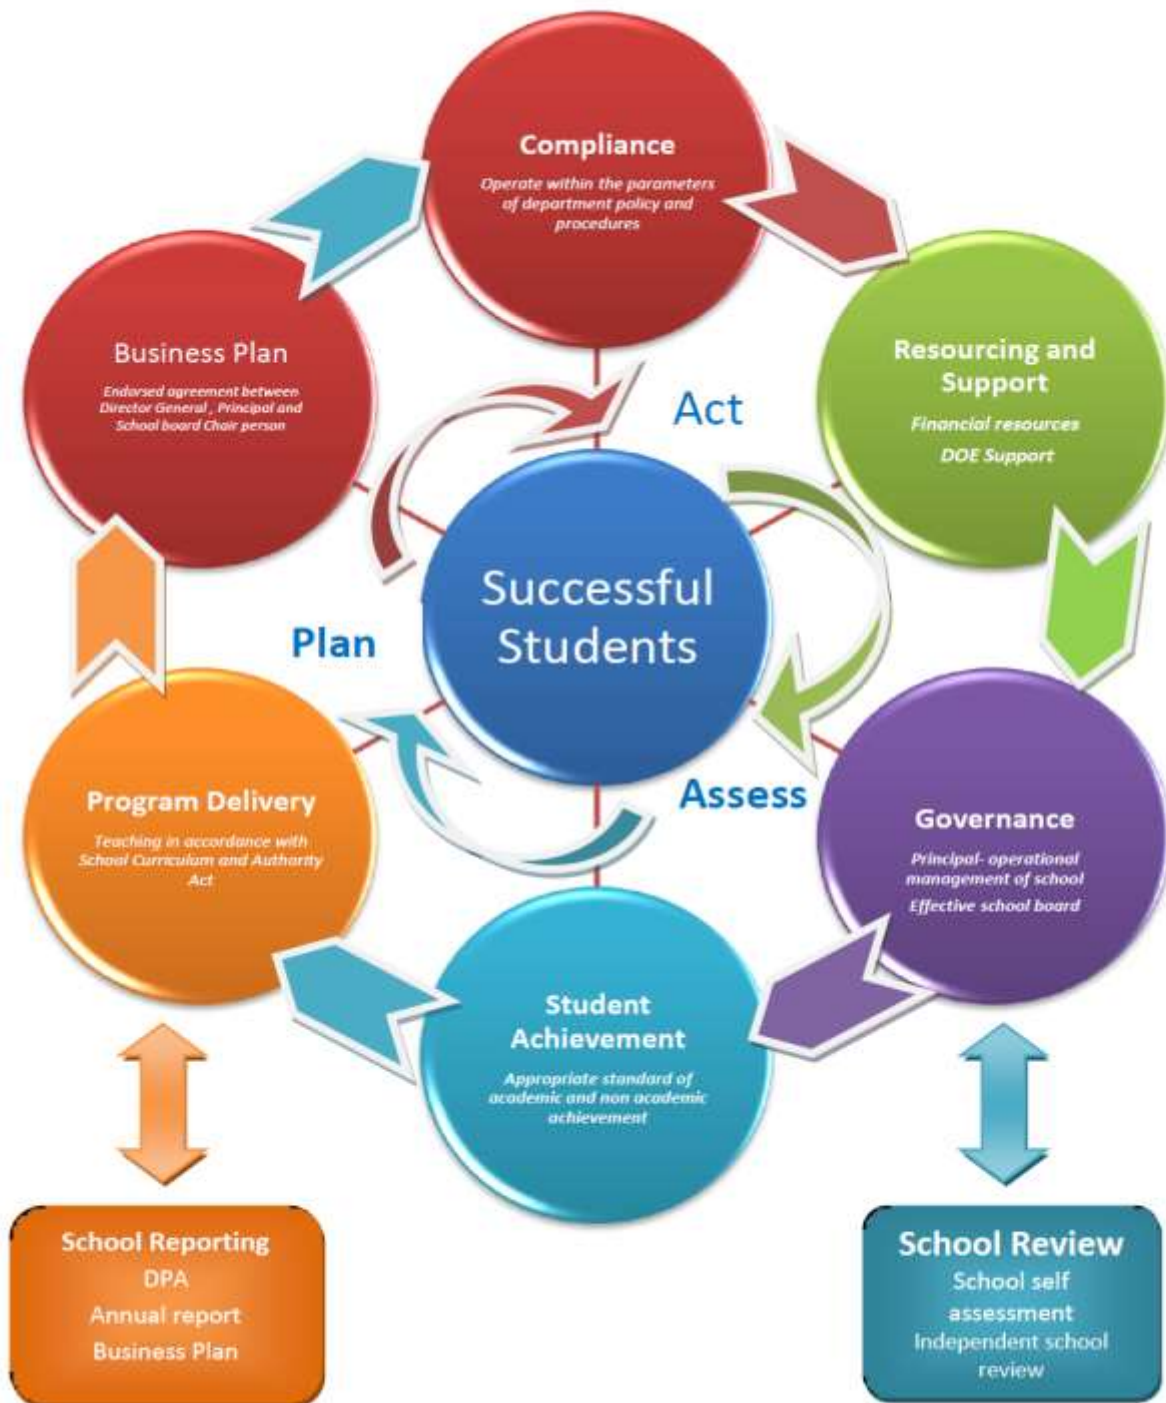 Compliance
Operate within the parameters
of department policy and
procedures
Business Plan
Endorsed agreement between
Director General , Principal and
School board Chair person
Resourcing and
Support
Financial resources
DOE Support
Act
Successful
Students
Plan
Assess
Program Delivery
Teaching in accordance with
School Curriculum and Authority
Act
Governance
Principal- operational
management of school
Effective school board
Student
Achievement
Appropriate standard of
academic and non academic
achievement
School Reporting
DPA
Annual report
Business Plan
School Review
School self
assessment
Independent school
review